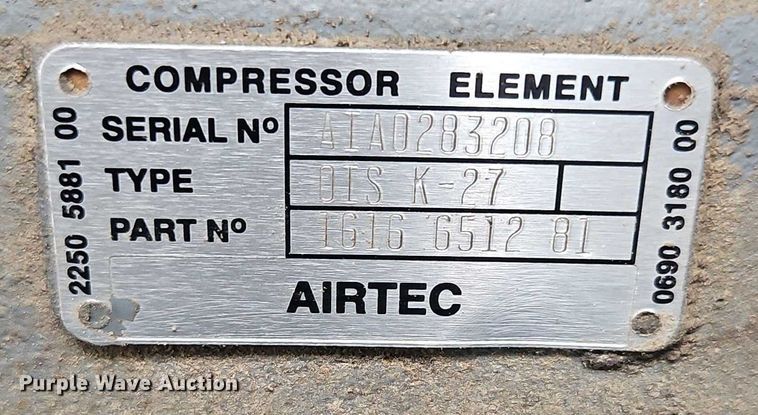 COMPRESSOR ELEMENT
SERIAL Nº AIA0283208
TYPE OIS K-27
PART Nº 1616 6512 81
AIRTEC
2250 5881 00
0690 3180 00
Purple Wave Auction